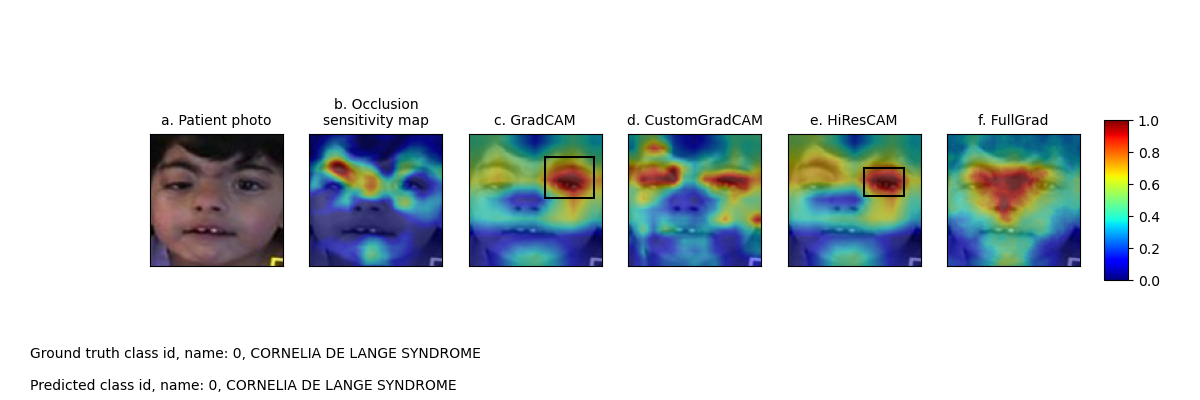 a. Patient photo
b. Occlusion
sensitivity map
c. GradCAM
d. CustomGradCAM
e. HiResCAM
f. FullGrad
1.0
0.8
0.6
0.4
0.2
0.0
Ground truth class id, name: 0, CORNELIA DE LANGE SYNDROME
Predicted class id, name: 0, CORNELIA DE LANGE SYNDROME